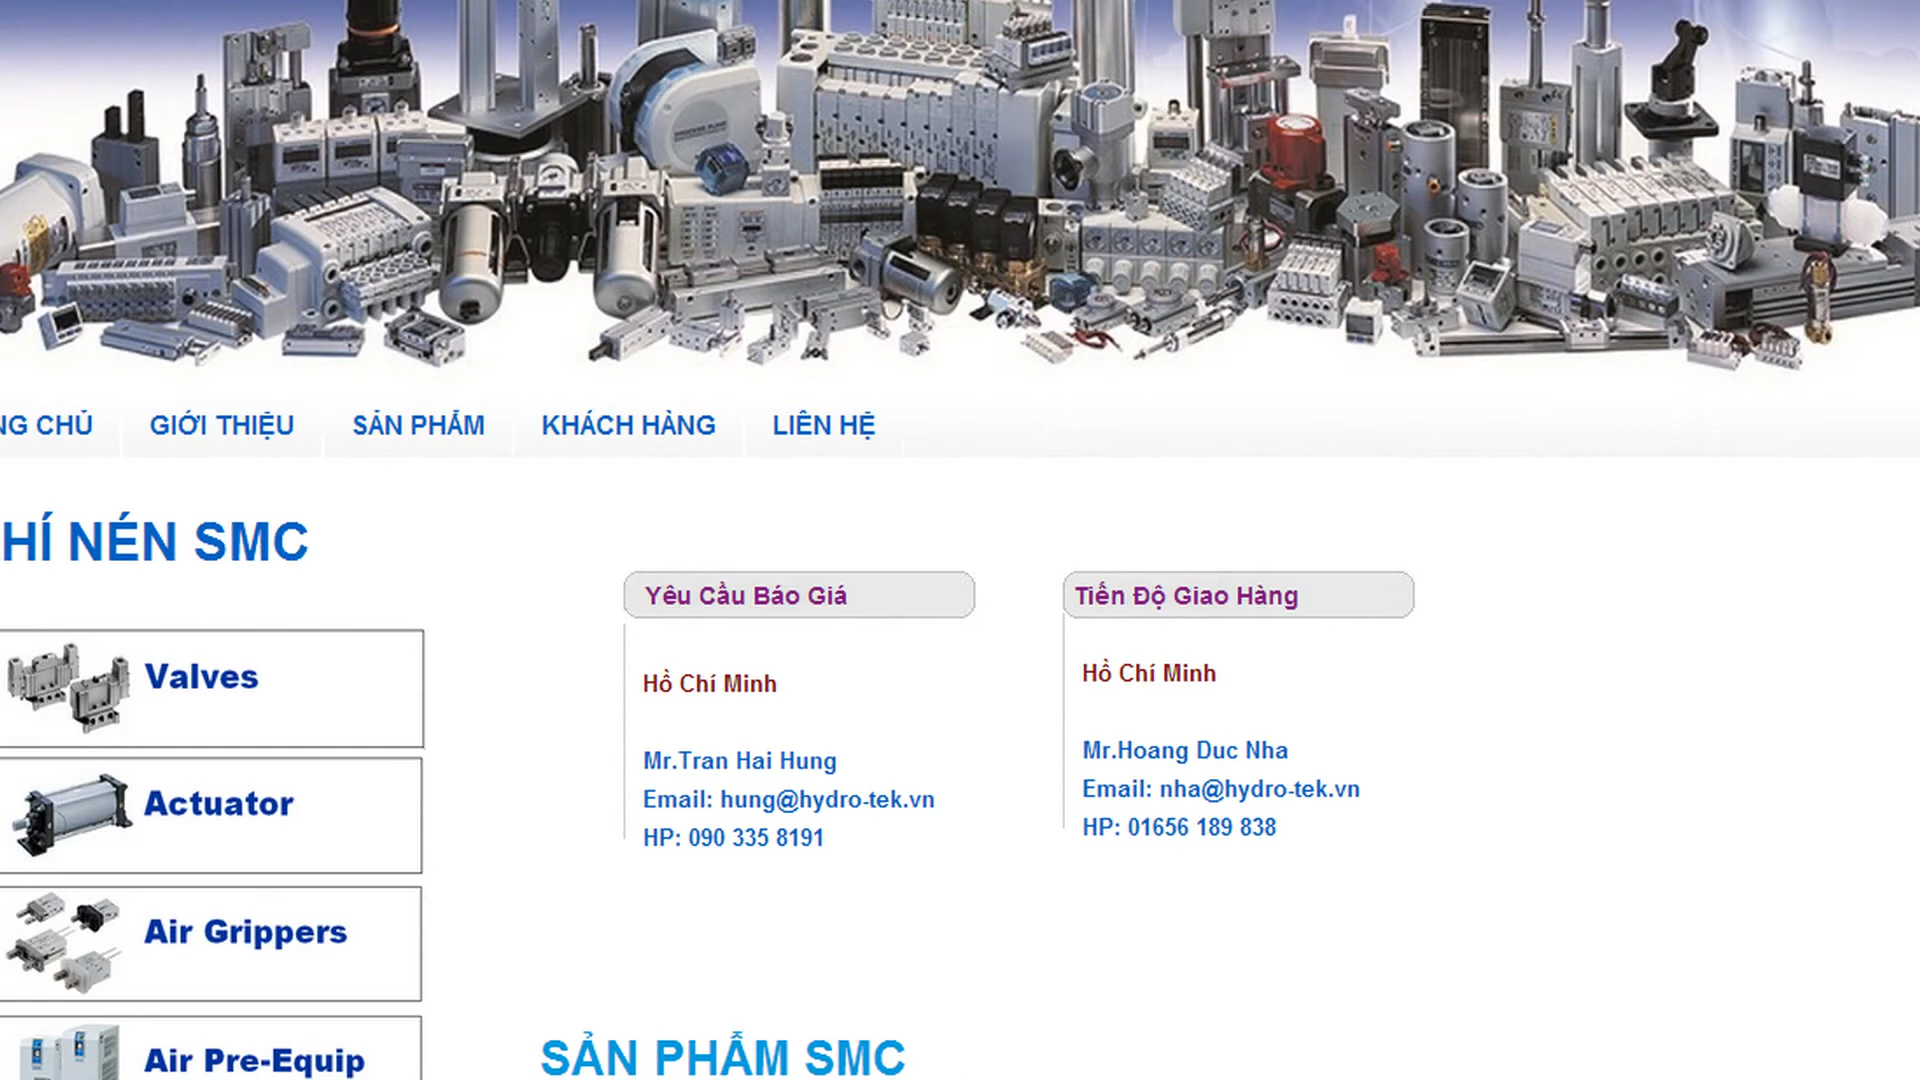 NG CHỦ
GIỚI THIỆU
SẢN PHẨM
KHÁCH HÀNG
LIÊN HỆ
HÍ NÉN SMC
Yêu Cầu Báo Giá
Hồ Chí Minh
Mr.Tran Hai Hung
Email: hung@hydro-tek.vn
HP: 090 335 8191
Tiến Độ Giao Hàng
Hồ Chí Minh
Mr.Hoang Duc Nha
Email: nha@hydro-tek.vn
HP: 01656 189 838
Valves
Actuator
Air Grippers
Air Pre-Equip
SẢN PHẨM SMC